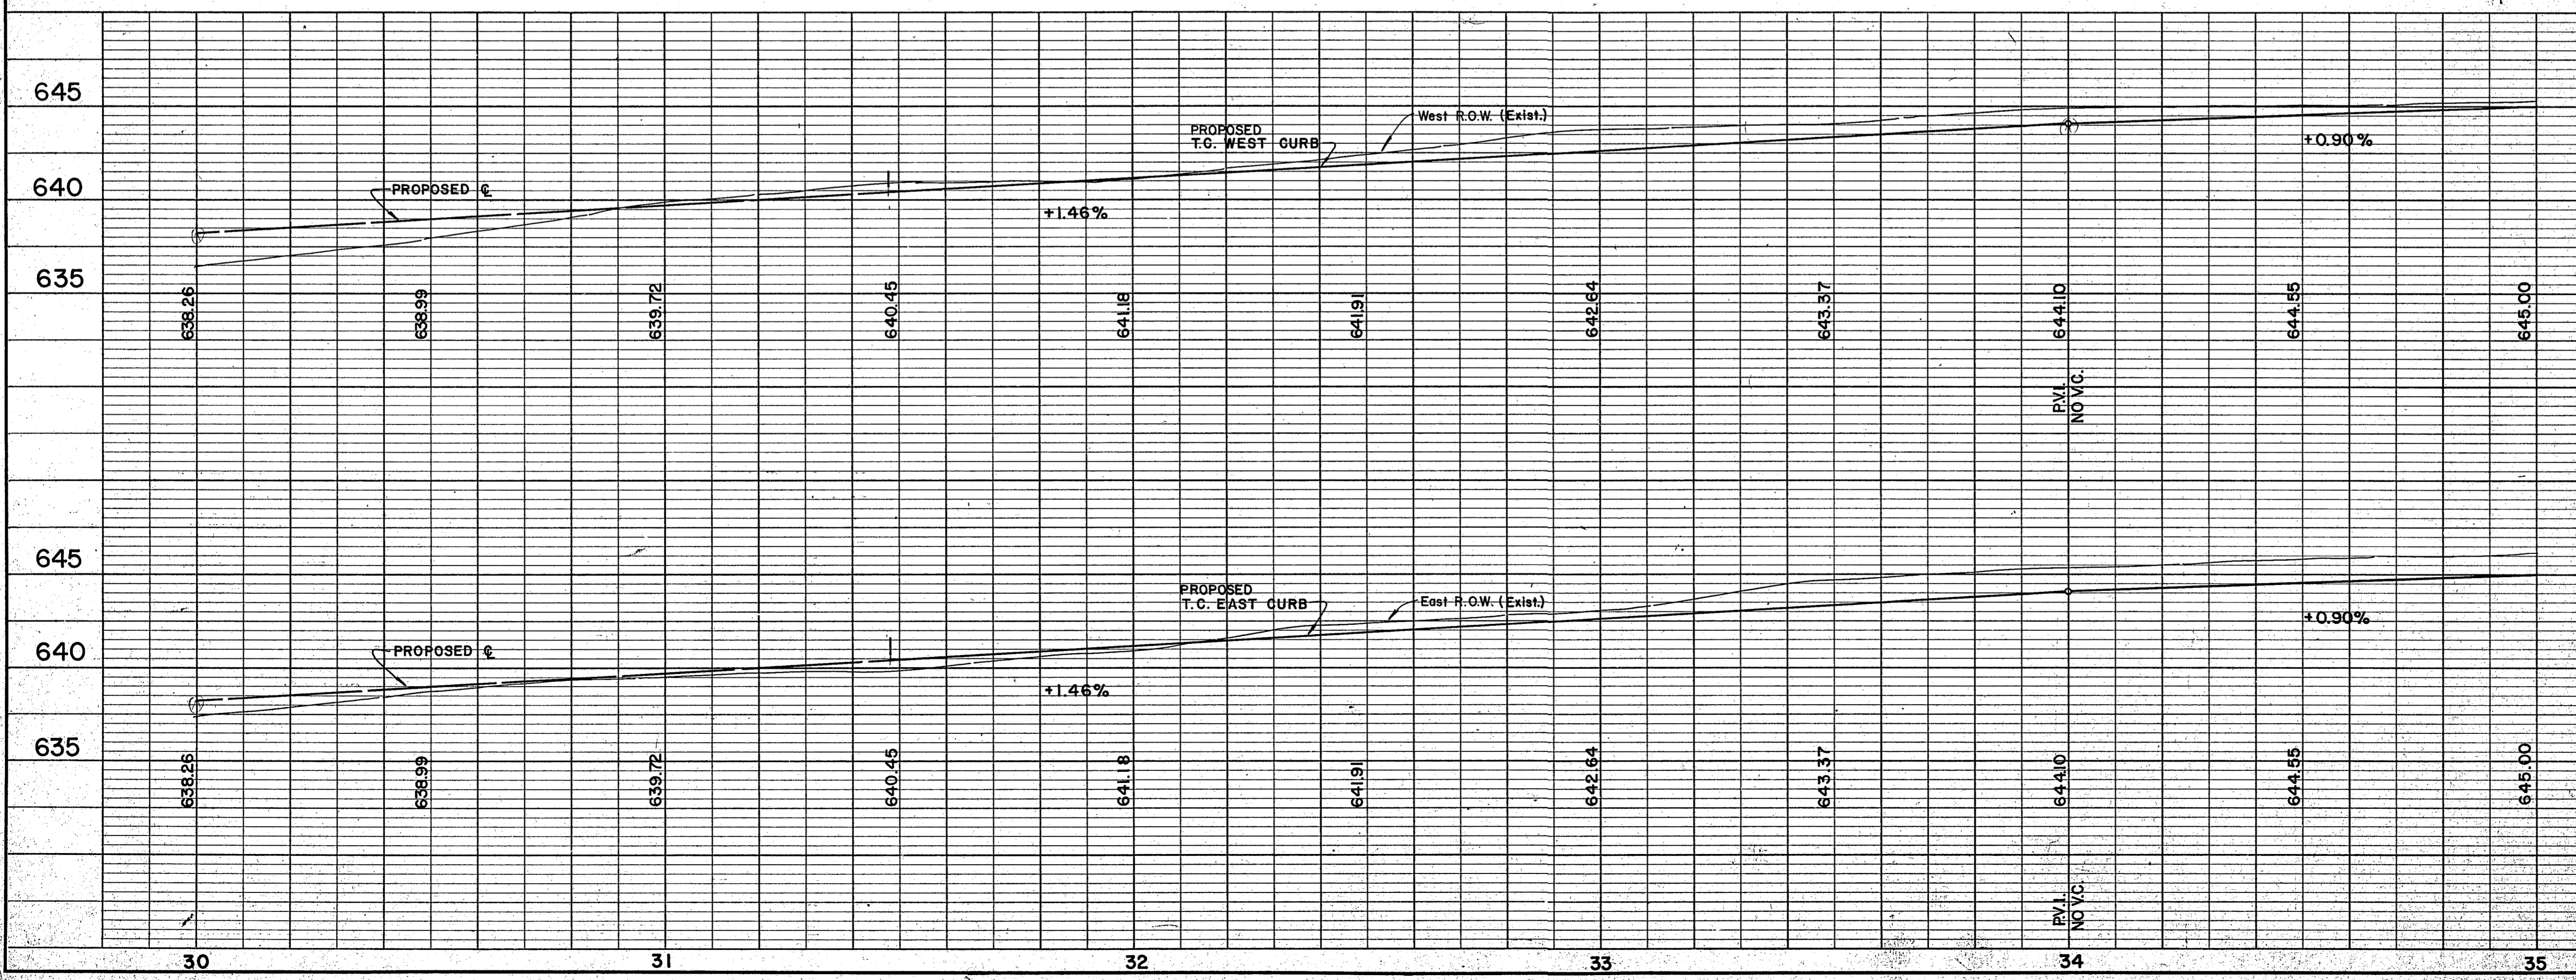 645
West R.O.W. (Exist.)
PROPOSED
T.C. WEST CURB
+0.90%
640
PROPOSED ℄
+1.46%
635
638.26
638.99
639.72
640.45
641.18
641.91
642.64
643.37
644.10
644.55
645.00
P.V.I.
NO V.C.
645
PROPOSED
T.C. EAST CURB
East R.O.W. (Exist.)
+0.90%
640
PROPOSED ℄
+1.46%
635
638.26
638.99
639.72
640.45
641.18
641.91
642.64
643.37
644.10
644.55
645.00
P.V.I.
NO V.C.
30 31 32 33 34 35